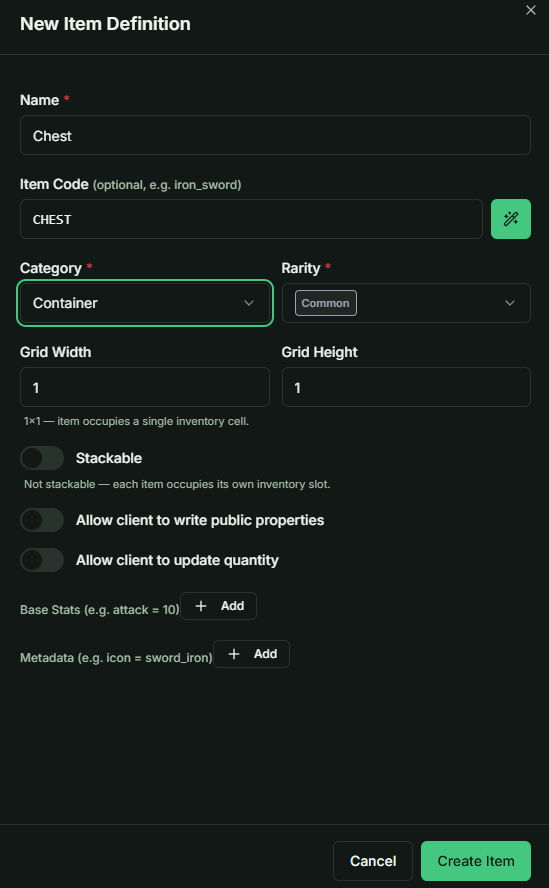 New Item Definition
Name *
Chest
Item Code (optional, e.g. iron_sword)
CHEST
Category * Rarity *
Container Common
Grid Width Grid Height
1 1
1×1 — item occupies a single inventory cell.
Stackable
Not stackable — each item occupies its own inventory slot.
Allow client to write public properties
Allow client to update quantity
Base Stats (e.g. attack = 10) + Add
Metadata (e.g. icon = sword_iron) + Add
Cancel Create Item